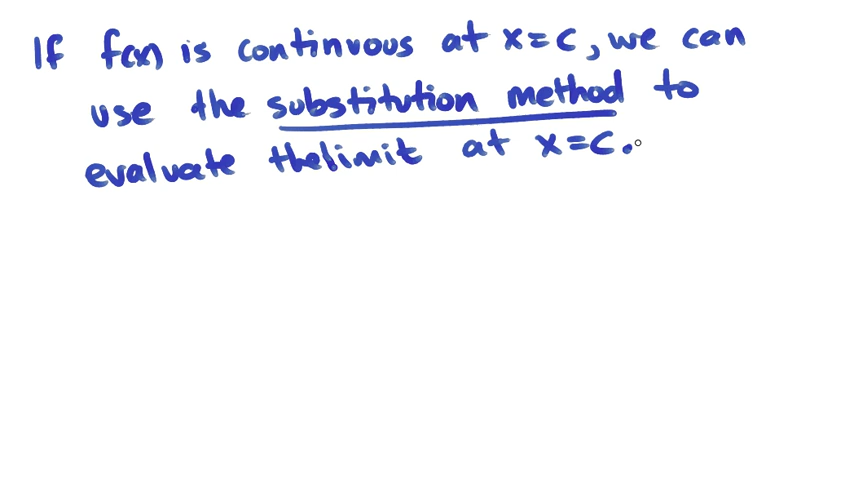 If f(x) is continuous at x=c, we can
use the substitution method to
evaluate the limit at x=c.